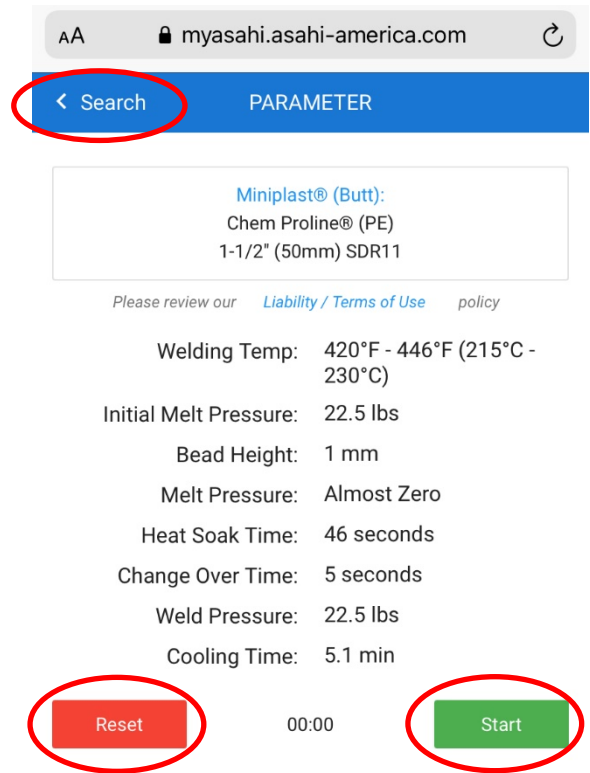 AA myasahi.asahi-america.com
Search PARAMETER
Miniplast® (Butt):
Chem Proline® (PE)
1-1/2" (50mm) SDR11
Please review our Liability / Terms of Use policy
Welding Temp: 420°F - 446°F (215°C -
230°C)
Initial Melt Pressure: 22.5 lbs
Bead Height: 1 mm
Melt Pressure: Almost Zero
Heat Soak Time: 46 seconds
Change Over Time: 5 seconds
Weld Pressure: 22.5 lbs
Cooling Time: 5.1 min
Reset 00:00 Start